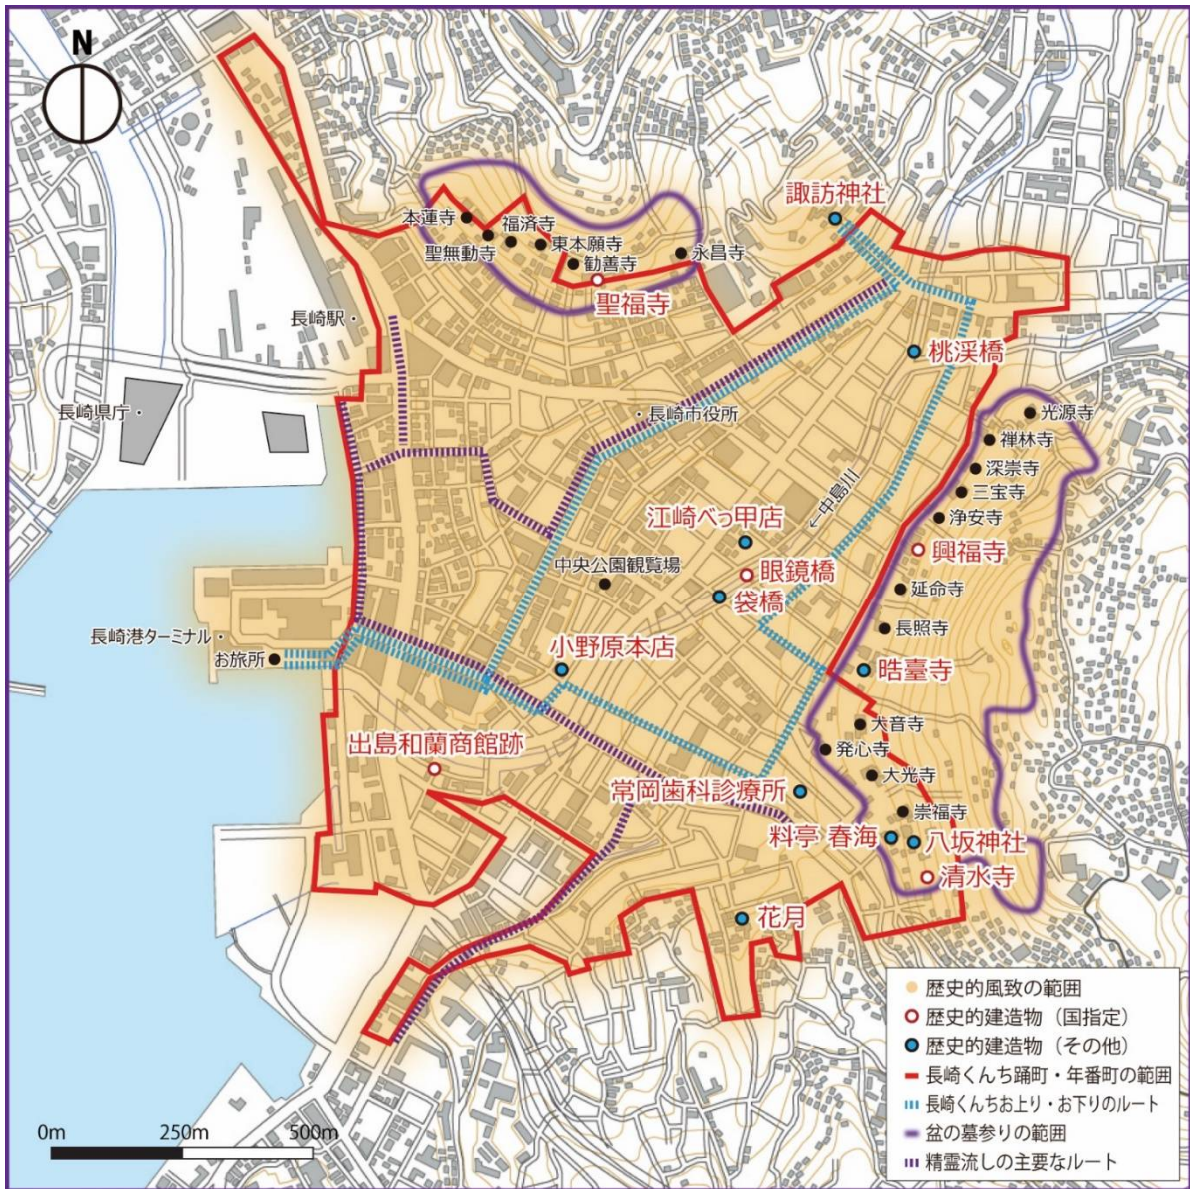 N
諏訪神社
本蓮寺
福済寺
聖無動寺
東本願寺
勧善寺
永昌寺
聖福寺
長崎駅
桃渓橋
長崎県庁
長崎市役所
光源寺
禅林寺
深崇寺
三宝寺
←中島川
浄安寺
江崎べっ甲店
興福寺
中央公園観覧場
眼鏡橋
袋橋
延命寺
長照寺
長崎港ターミナル
お旅所
小野原本店
晧臺寺
大音寺
発心寺
出島和蘭商館跡
大光寺
常岡歯科診療所
崇福寺
料亭 春海
八坂神社
清水寺
花月
歴史的風致の範囲
歴史的建造物（国指定）
歴史的建造物（その他）
長崎くんち踊町・年番町の範囲
長崎くんちお上り・お下りのルート
盆の墓参りの範囲
精霊流しの主要なルート
0m 250m 500m